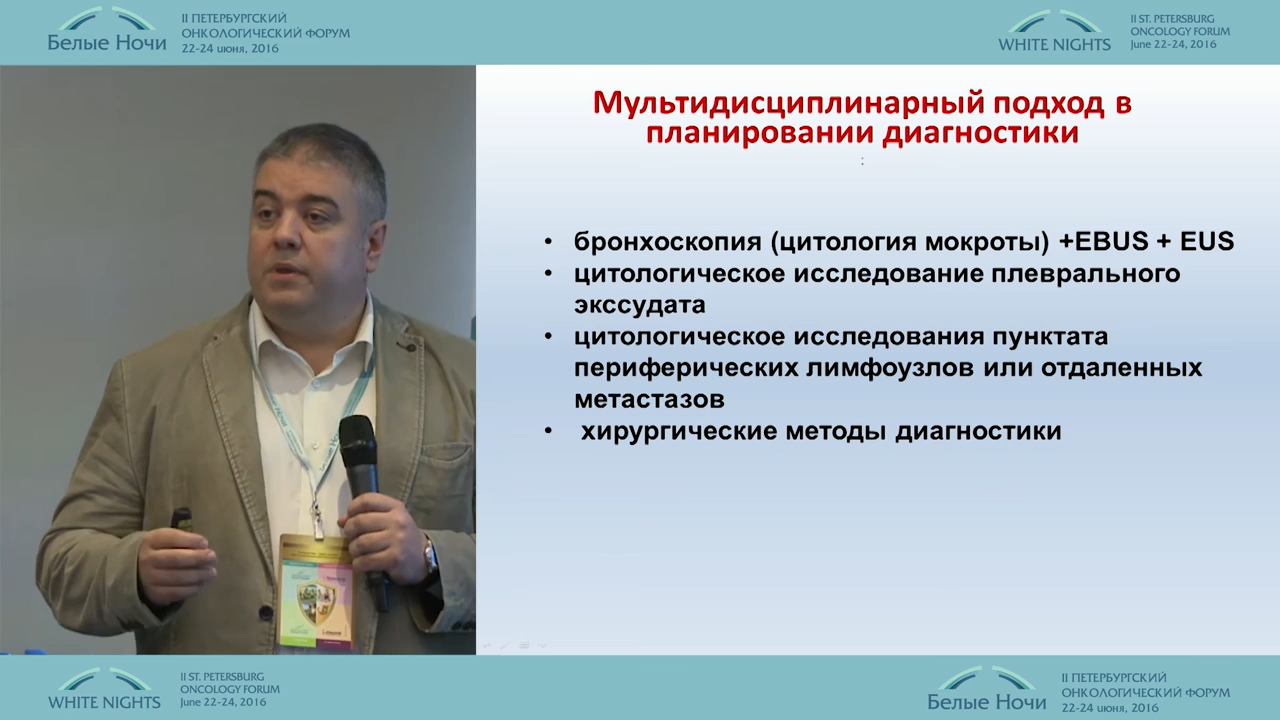 Белые Ночи
II ПЕТЕРБУРГСКИЙ
ОНКОЛОГИЧЕСКИЙ ФОРУМ
22-24 июня, 2016
WHITE NIGHTS
II ST. PETERSBURG
ONCOLOGY FORUM
June 22-24, 2016
Мультидисциплинарный подход в
планировании диагностики
:
• бронхоскопия (цитология мокроты) +EBUS + EUS
• цитологическое исследование плеврального
экссудата
• цитологическое исследования пунктата
периферических лимфоузлов или отдаленных
метастазов
• хирургические методы диагностики
WHITE NIGHTS
II ST. PETERSBURG
ONCOLOGY FORUM
June 22-24, 2016
Белые Ночи
II ПЕТЕРБУРГСКИЙ
ОНКОЛОГИЧЕСКИЙ ФОРУМ
22-24 июня, 2016